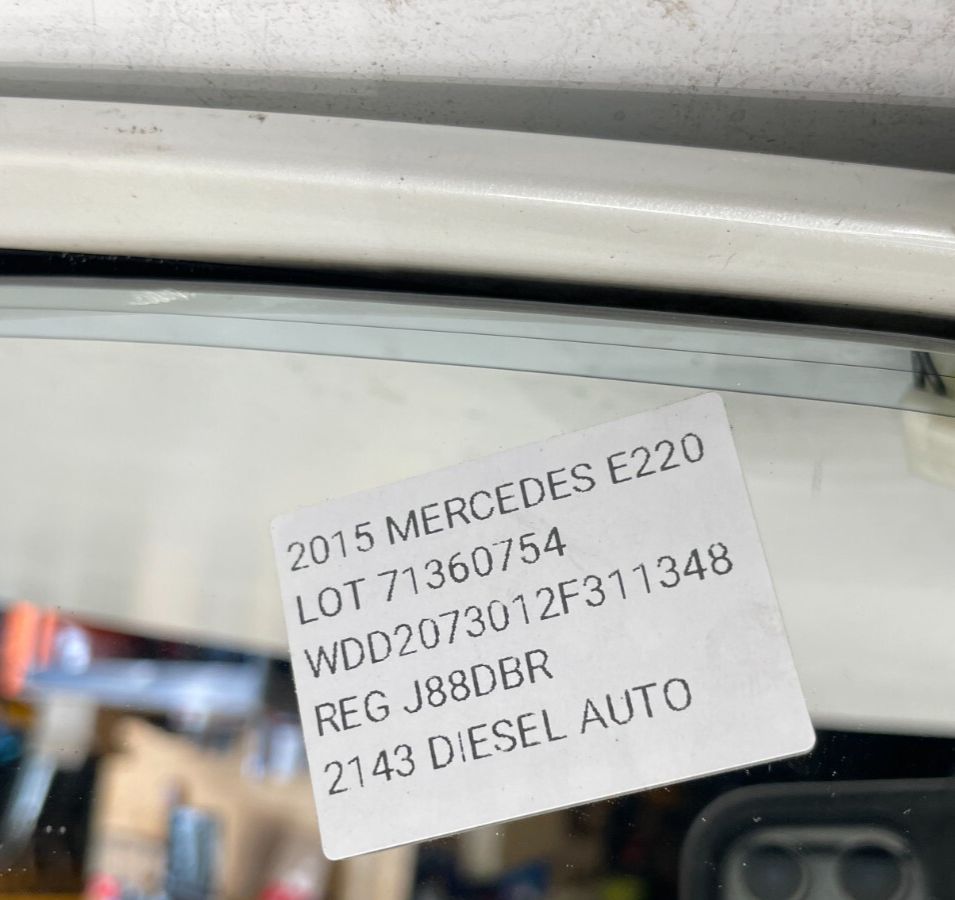 2015 MERCEDES E220
LOT 71360754
WDD2073012F311348
REG J88DBR
2143 DIESEL AUTO